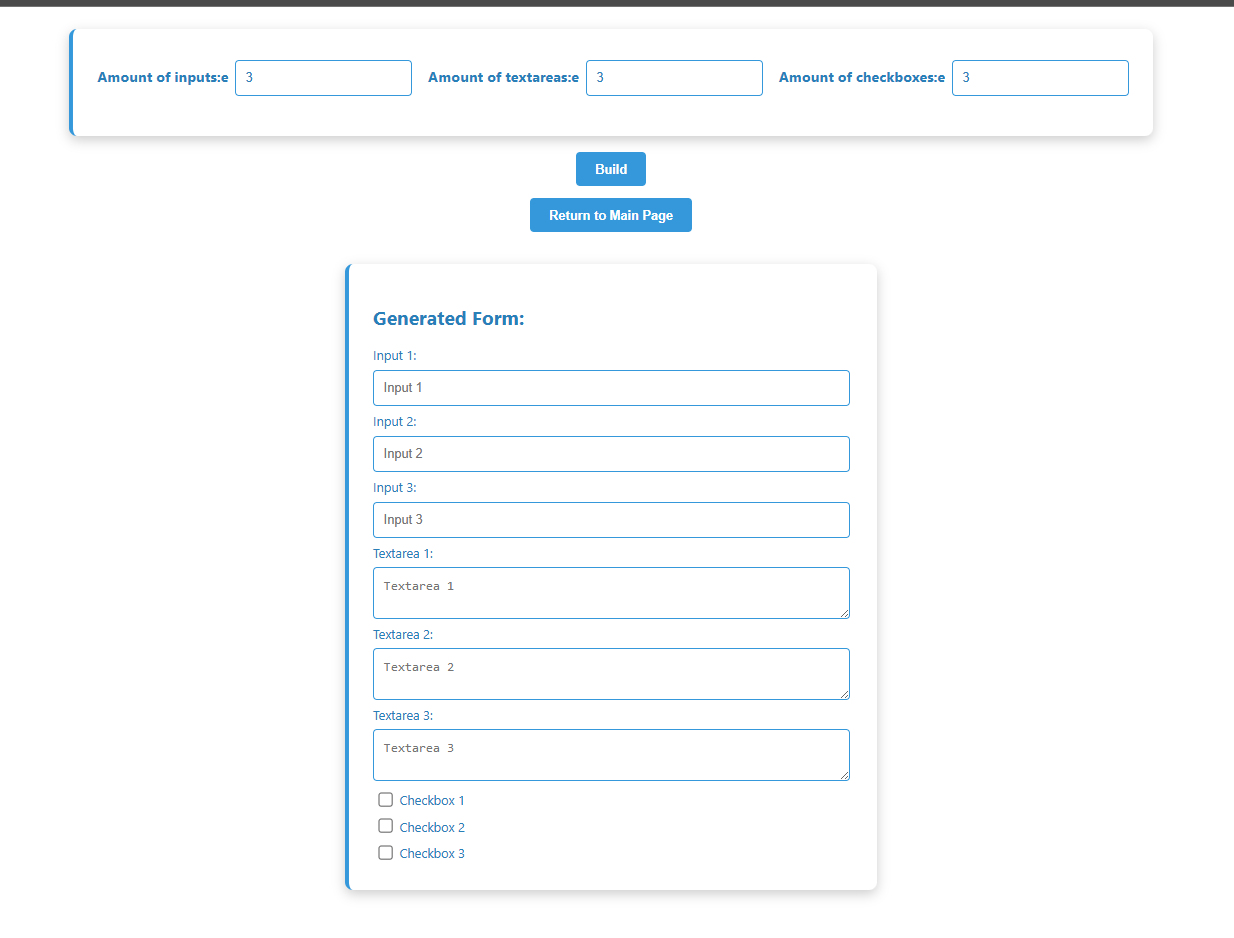 Amount of inputs:e 3 Amount of textareas:e 3 Amount of checkboxes:e 3
Build
Return to Main Page
Generated Form:
Input 1:
Input 1
Input 2:
Input 2
Input 3:
Input 3
Textarea 1:
Textarea 1
Textarea 2:
Textarea 2
Textarea 3:
Textarea 3
Checkbox 1
Checkbox 2
Checkbox 3